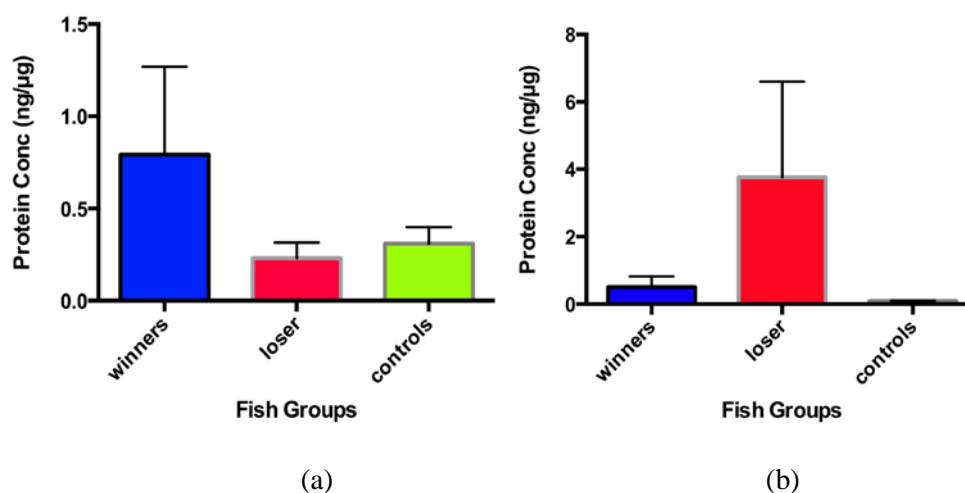 1.5
1.0
0.5
0.0
Protein Conc (ng/µg)
winners
loser
controls
Fish Groups
(a)
8
6
4
2
0
Protein Conc (ng/µg)
winners
loser
controls
Fish Groups
(b)